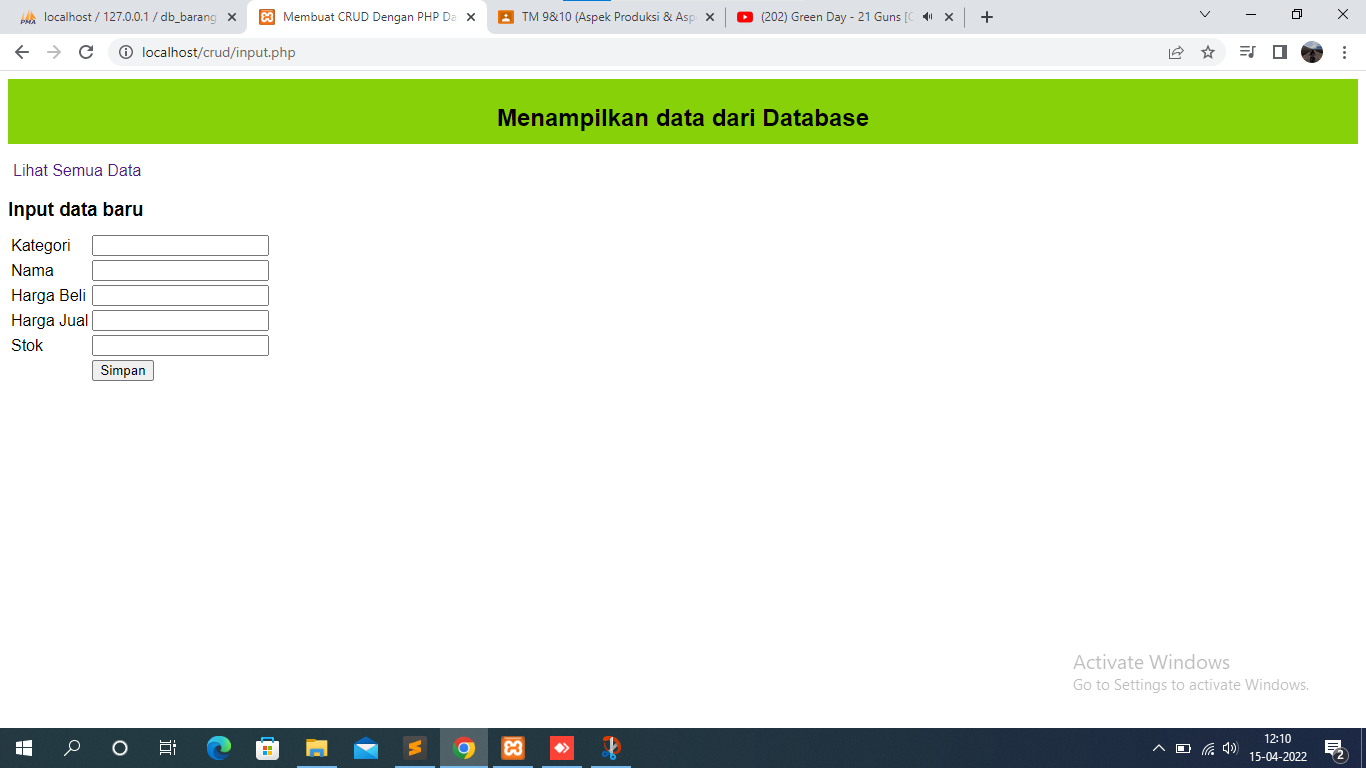 localhost / 127.0.0.1 / db_barang
Membuat CRUD Dengan PHP Da
TM 9&10 (Aspek Produksi & Asp
(202) Green Day - 21 Guns [O
localhost/crud/input.php
Menampilkan data dari Database
Lihat Semua Data
Input data baru
Kategori
Nama
Harga Beli
Harga Jual
Stok
Simpan
Activate Windows
Go to Settings to activate Windows.
12:10
15-04-2022
2